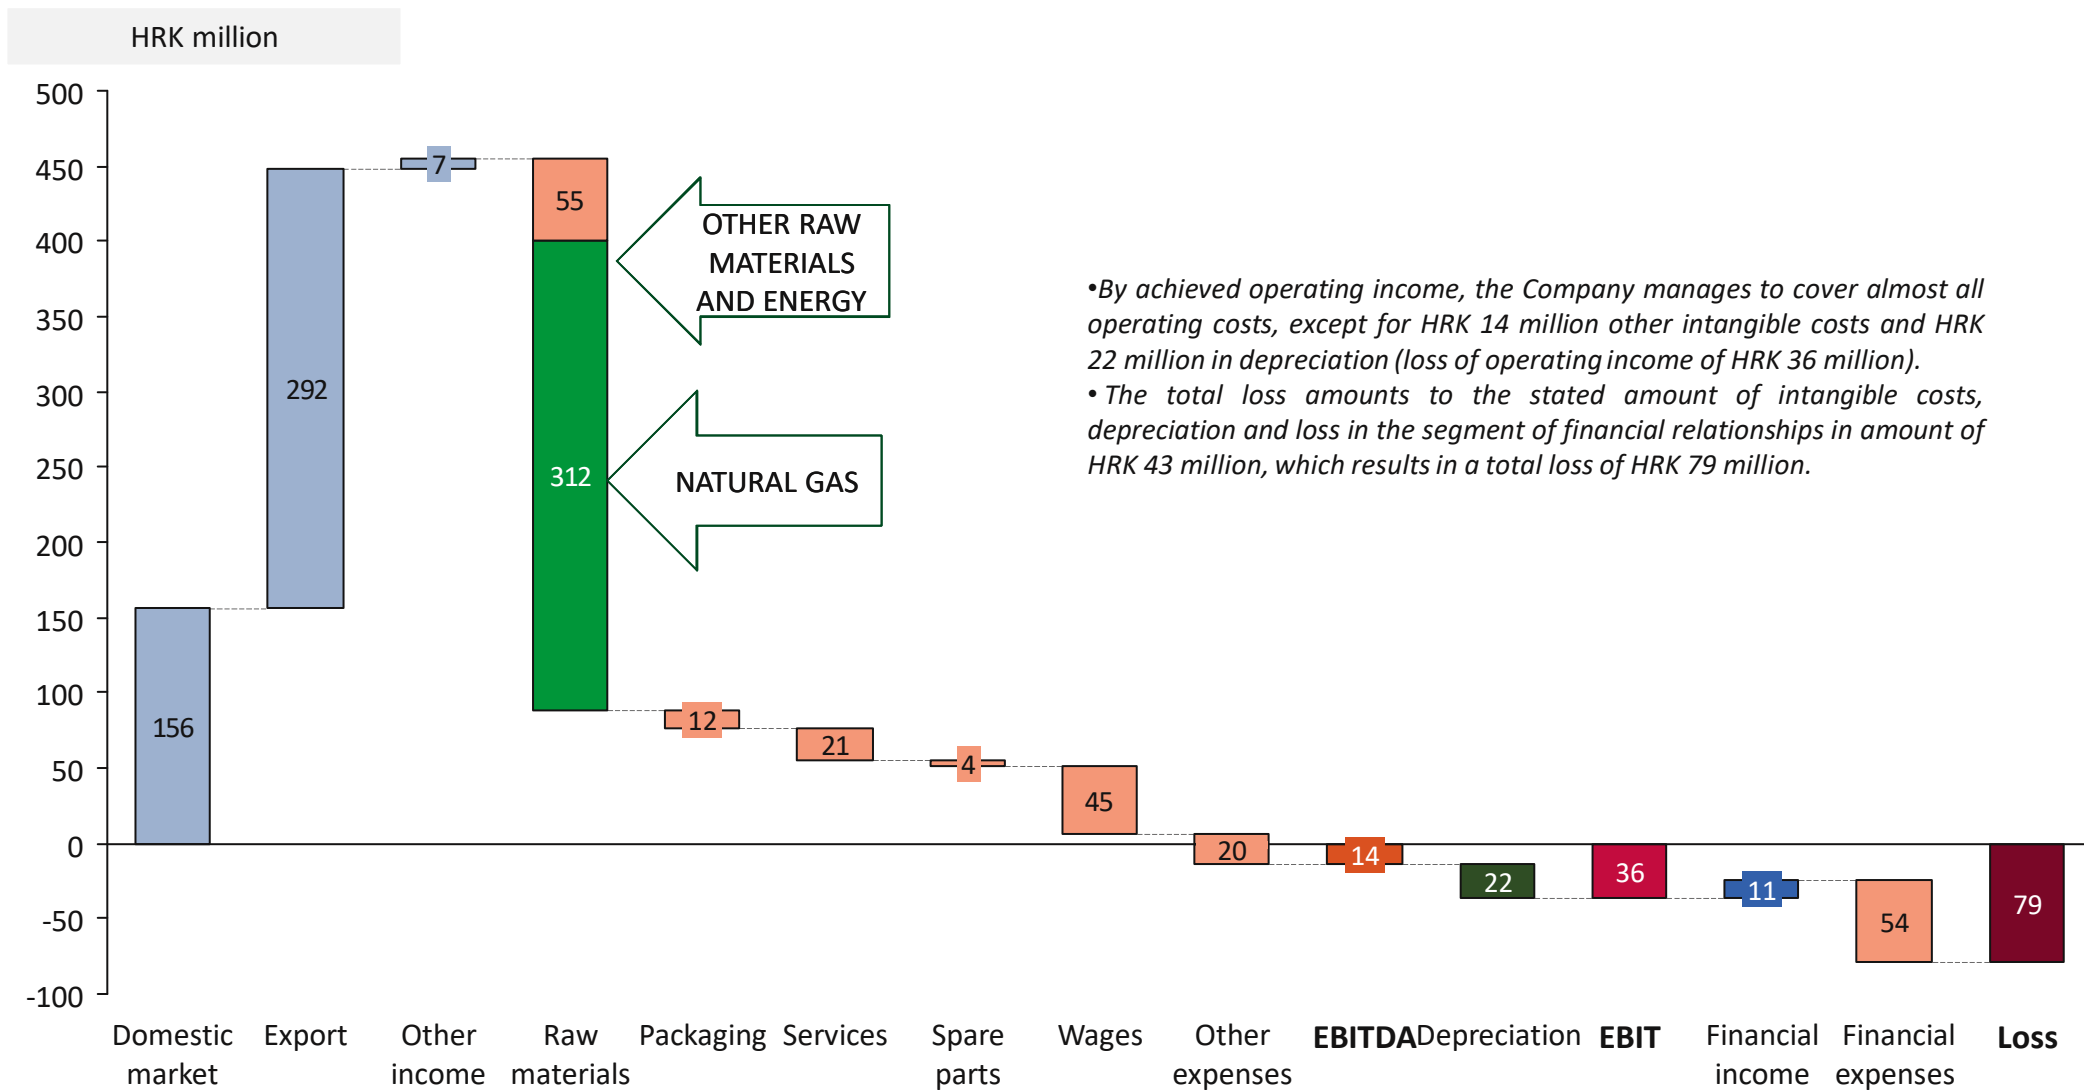 HRK million
500
450
400
350
300
250
200
150
100
50
0
-50
-100
156
292
7
55
312
12
21
4
45
20
14
22
36
11
54
79
OTHER RAW
MATERIALS
AND ENERGY
NATURAL GAS
•By achieved operating income, the Company manages to cover almost all
operating costs, except for HRK 14 million other intangible costs and HRK
22 million in depreciation (loss of operating income of HRK 36 million).
• The total loss amounts to the stated amount of intangible costs,
depreciation and loss in the segment of financial relationships in amount of
HRK 43 million, which results in a total loss of HRK 79 million.
Domestic
market
Export
Other
income
Raw
materials
Packaging
Services
Spare
parts
Wages
Other
expenses
EBITDA
Depreciation
EBIT
Financial
income
Financial
expenses
Loss